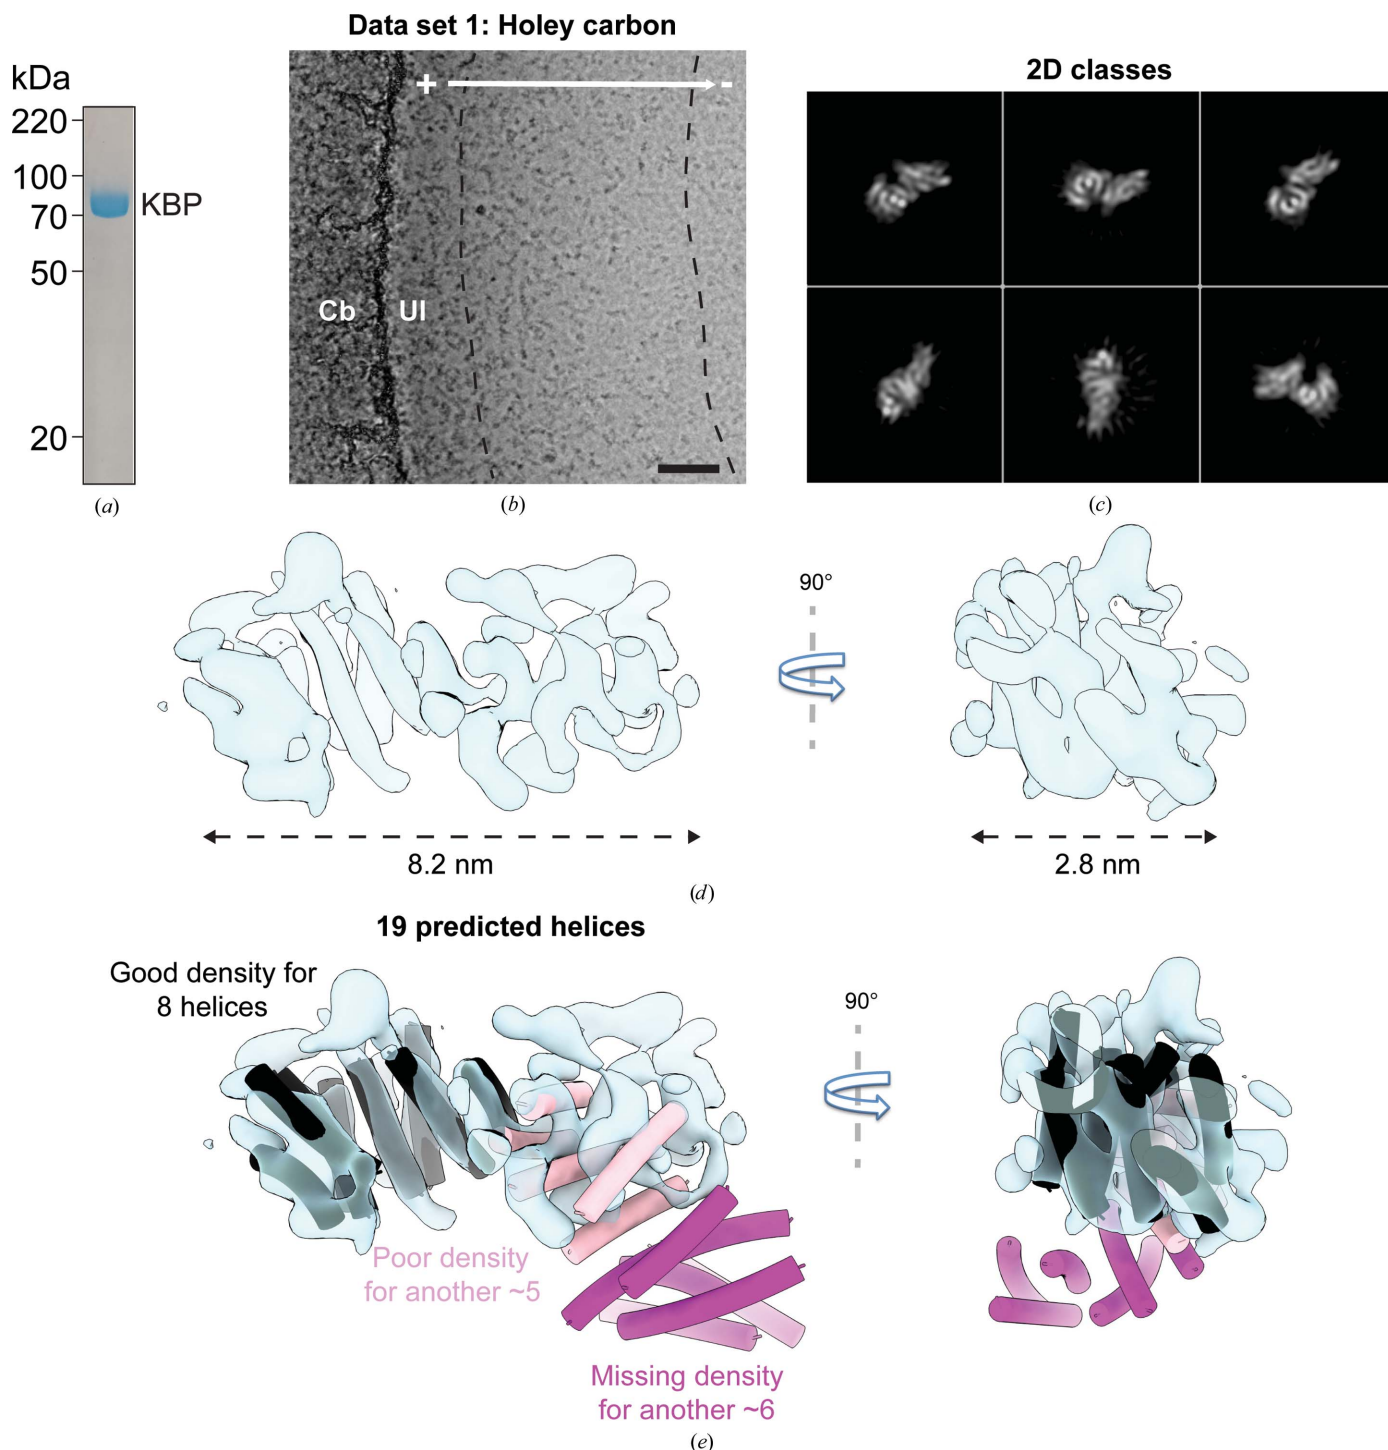 Data set 1: Holey carbon
2D classes
kDa
220
100
70
50
20
KBP
+
-
Cb
UI
(a)
(b)
(c)
90°
8.2 nm
2.8 nm
(d)
19 predicted helices
Good density for
8 helices
90°
Poor density
for another ~5
Missing density
for another ~6
(e)